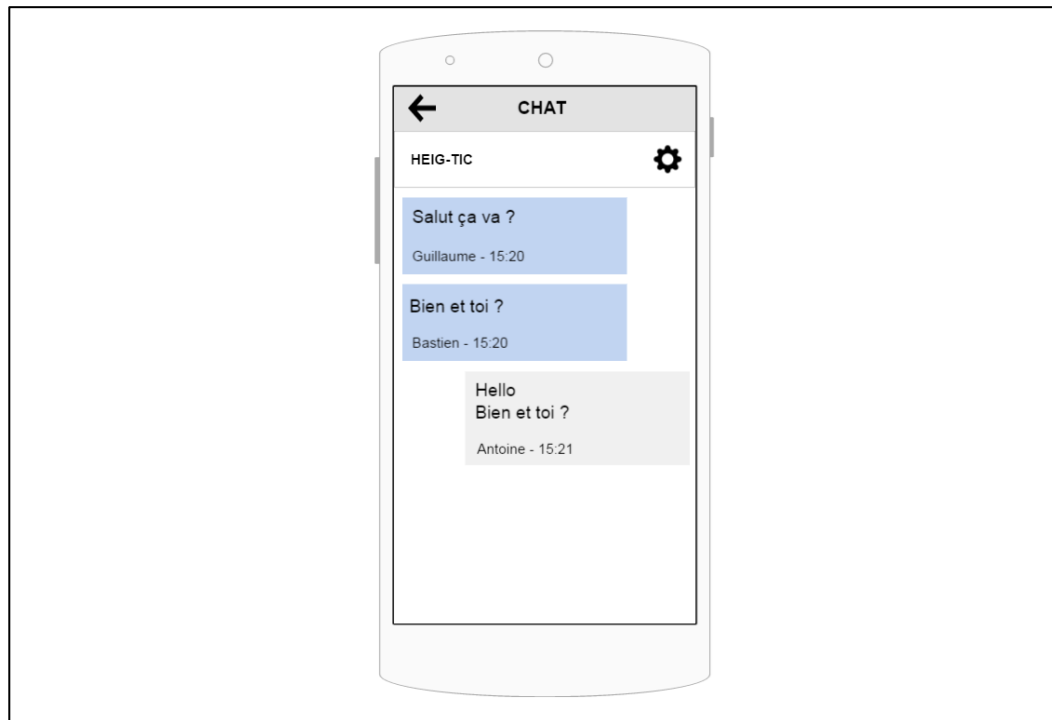 CHAT
HEIG-TIC
Salut ça va ?
Guillaume - 15:20
Bien et toi ?
Bastien - 15:20
Hello
Bien et toi ?
Antoine - 15:21